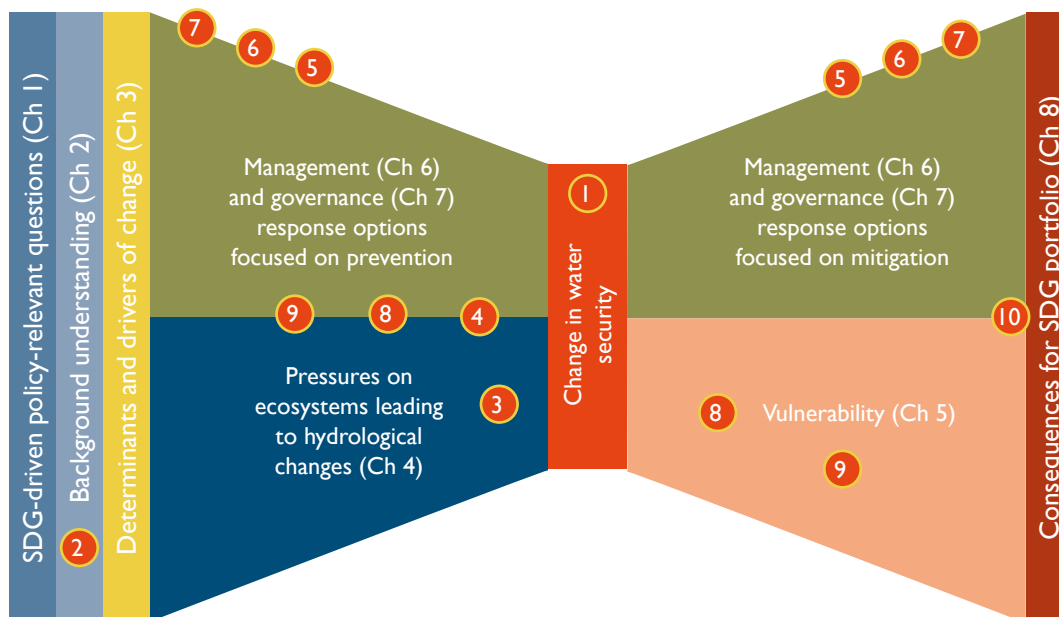 SDG-driven policy-relevant questions (Ch 1)
Background understanding (Ch 2)
2
Determinants and drivers of change (Ch 3)
7
6
5
Management (Ch 6)
and governance (Ch 7)
response options
focused on prevention
9
8
4
Pressures on
ecosystems leading
to hydrological
changes (Ch 4)
3
1
Change in water
security
5
6
7
Management (Ch 6)
and governance (Ch 7)
response options
focused on mitigation
10
8
Vulnerability (Ch 5)
9
Consequences for SDG portfolio (Ch 8)